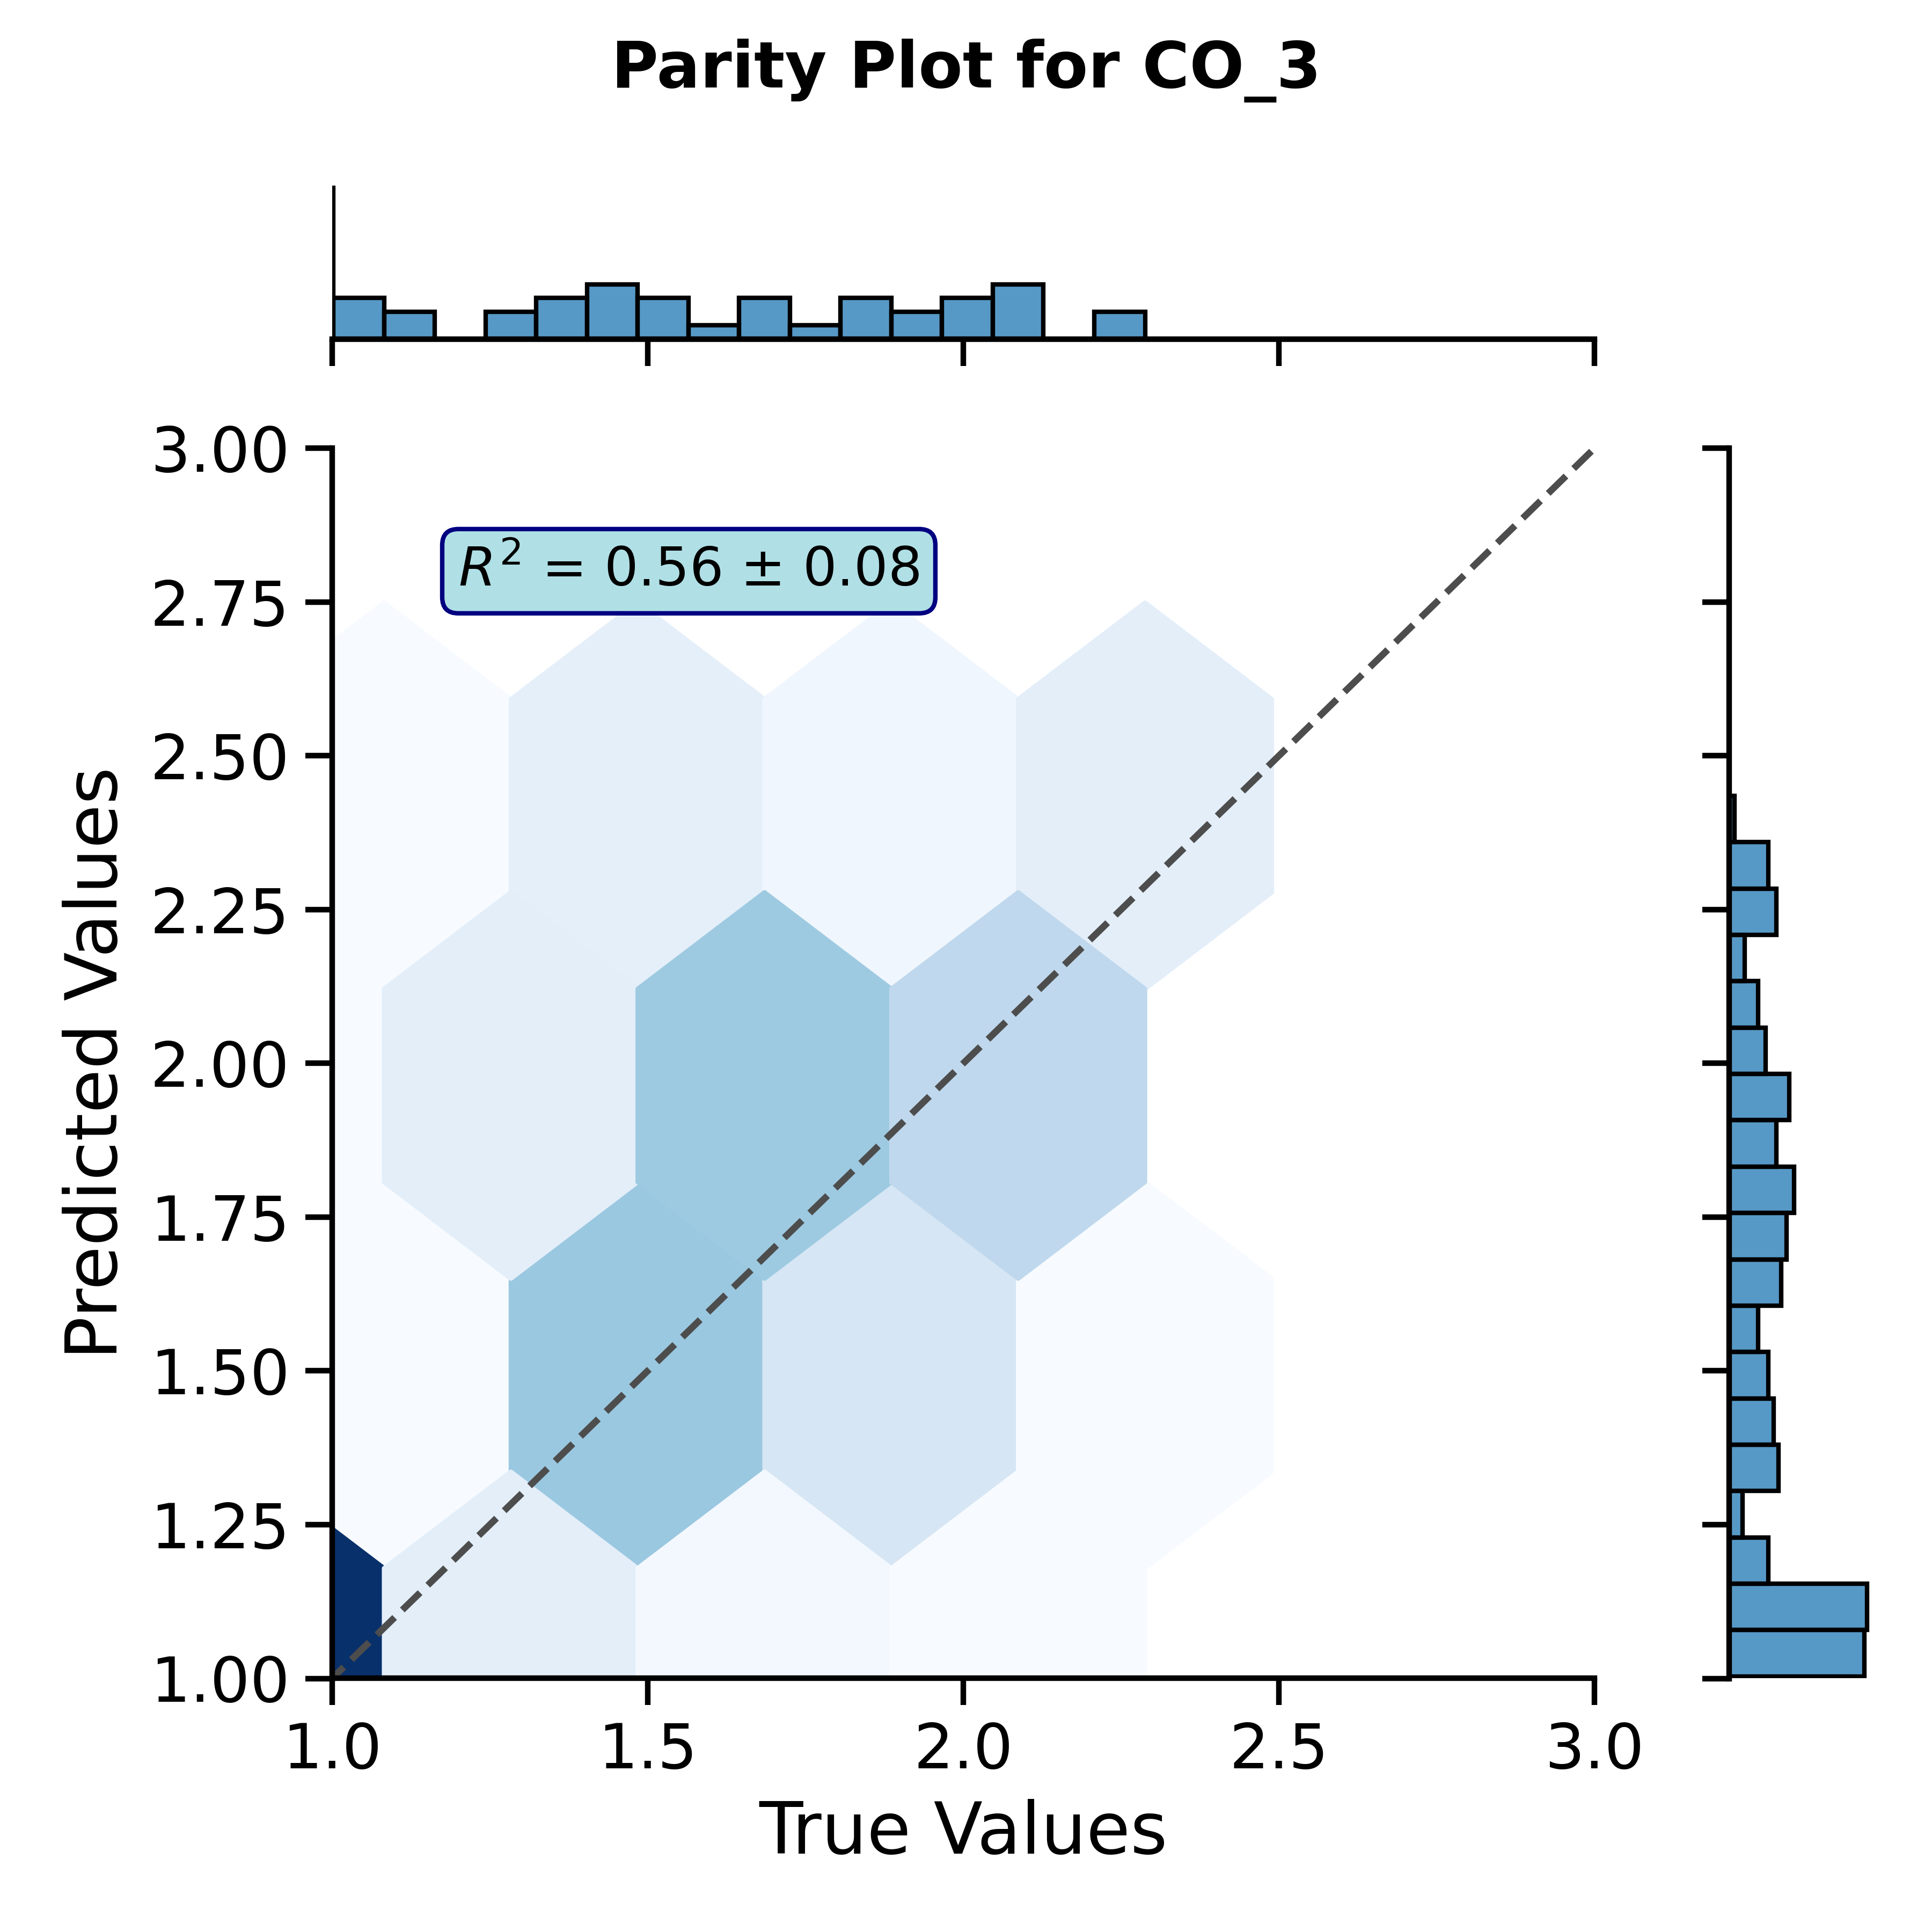 Parity Plot for CO_3
3.00
R² = 0.56 ± 0.08
2.75
2.50
2.25
2.00
1.75
1.50
1.25
1.00
Predicted Values
1.0 1.5 2.0 2.5 3.0
True Values